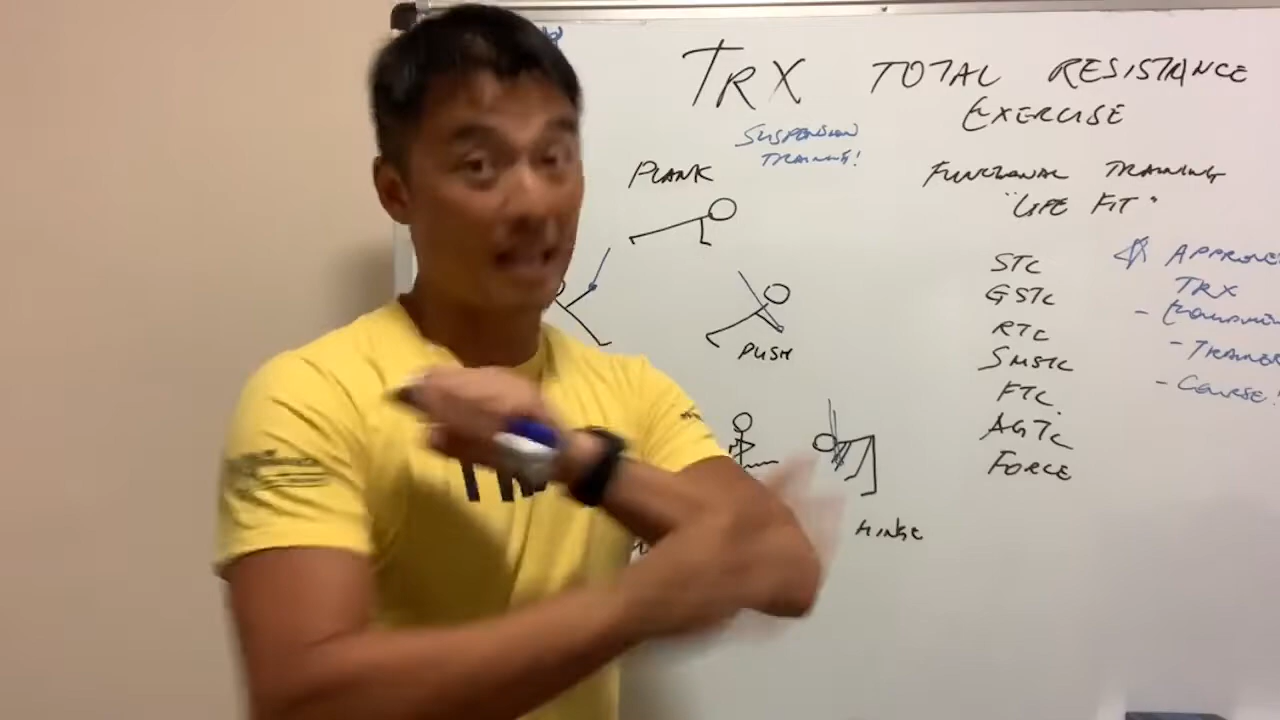 TRX TOTAL RESISTANCE
EXERCISE
SUSPENSION
TRAINING!
PLANK
PUSH
HINGE
FUNCTIONAL TRAINING
"LIFE FIT"
STC
GSTC
RTC
SMSTC
FTC.
AGTC
FORCE
APPROVE
TRX
-
- TRAINER
- COURSE!